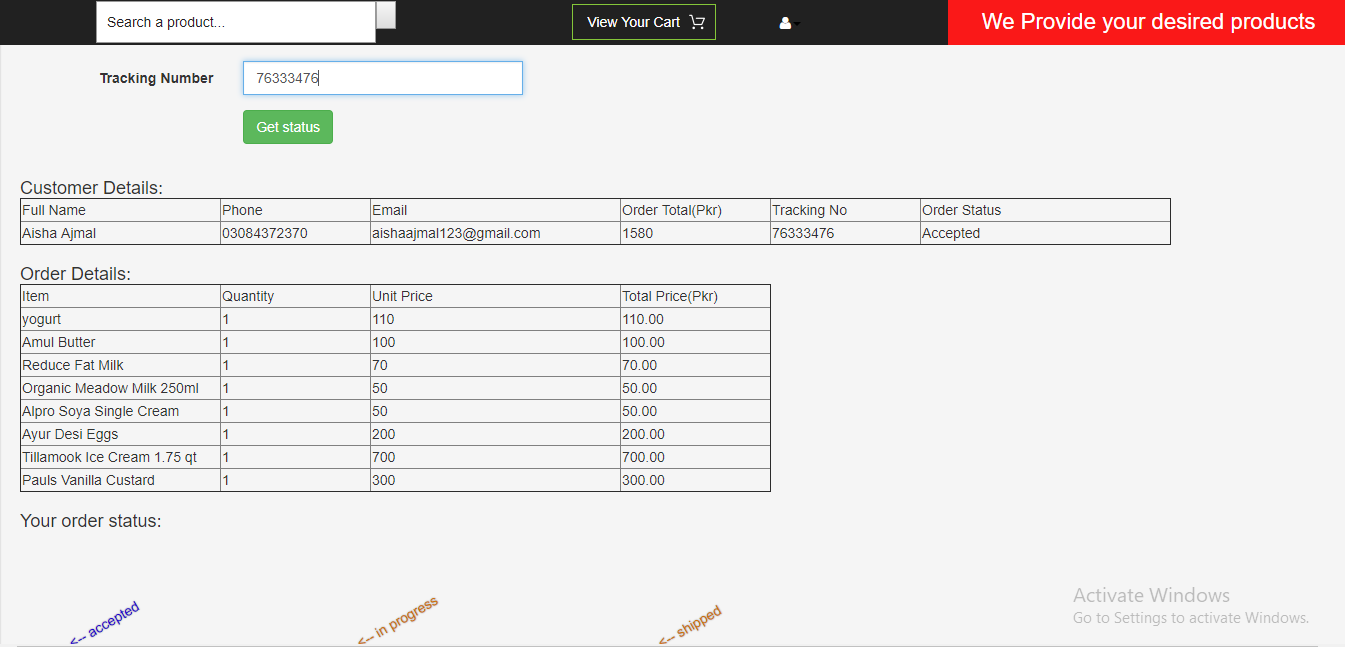 Search a product... View Your Cart We Provide your desired products
Tracking Number 76333476
Get status
Customer Details:
Full Name Phone Email Order Total(Pkr) Tracking No Order Status
Aisha Ajmal 03084372370 aishaajmal123@gmail.com 1580 76333476 Accepted
Order Details:
Item Quantity Unit Price Total Price(Pkr)
yogurt 1 110 110.00
Amul Butter 1 100 100.00
Reduce Fat Milk 1 70 70.00
Organic Meadow Milk 250ml 1 50 50.00
Alpro Soya Single Cream 1 50 50.00
Ayur Desi Eggs 1 200 200.00
Tillamook Ice Cream 1.75 qt 1 700 700.00
Pauls Vanilla Custard 1 300 300.00
Your order status:
<-- accepted <-- in progress <-- shipped
Activate Windows
Go to Settings to activate Windows.